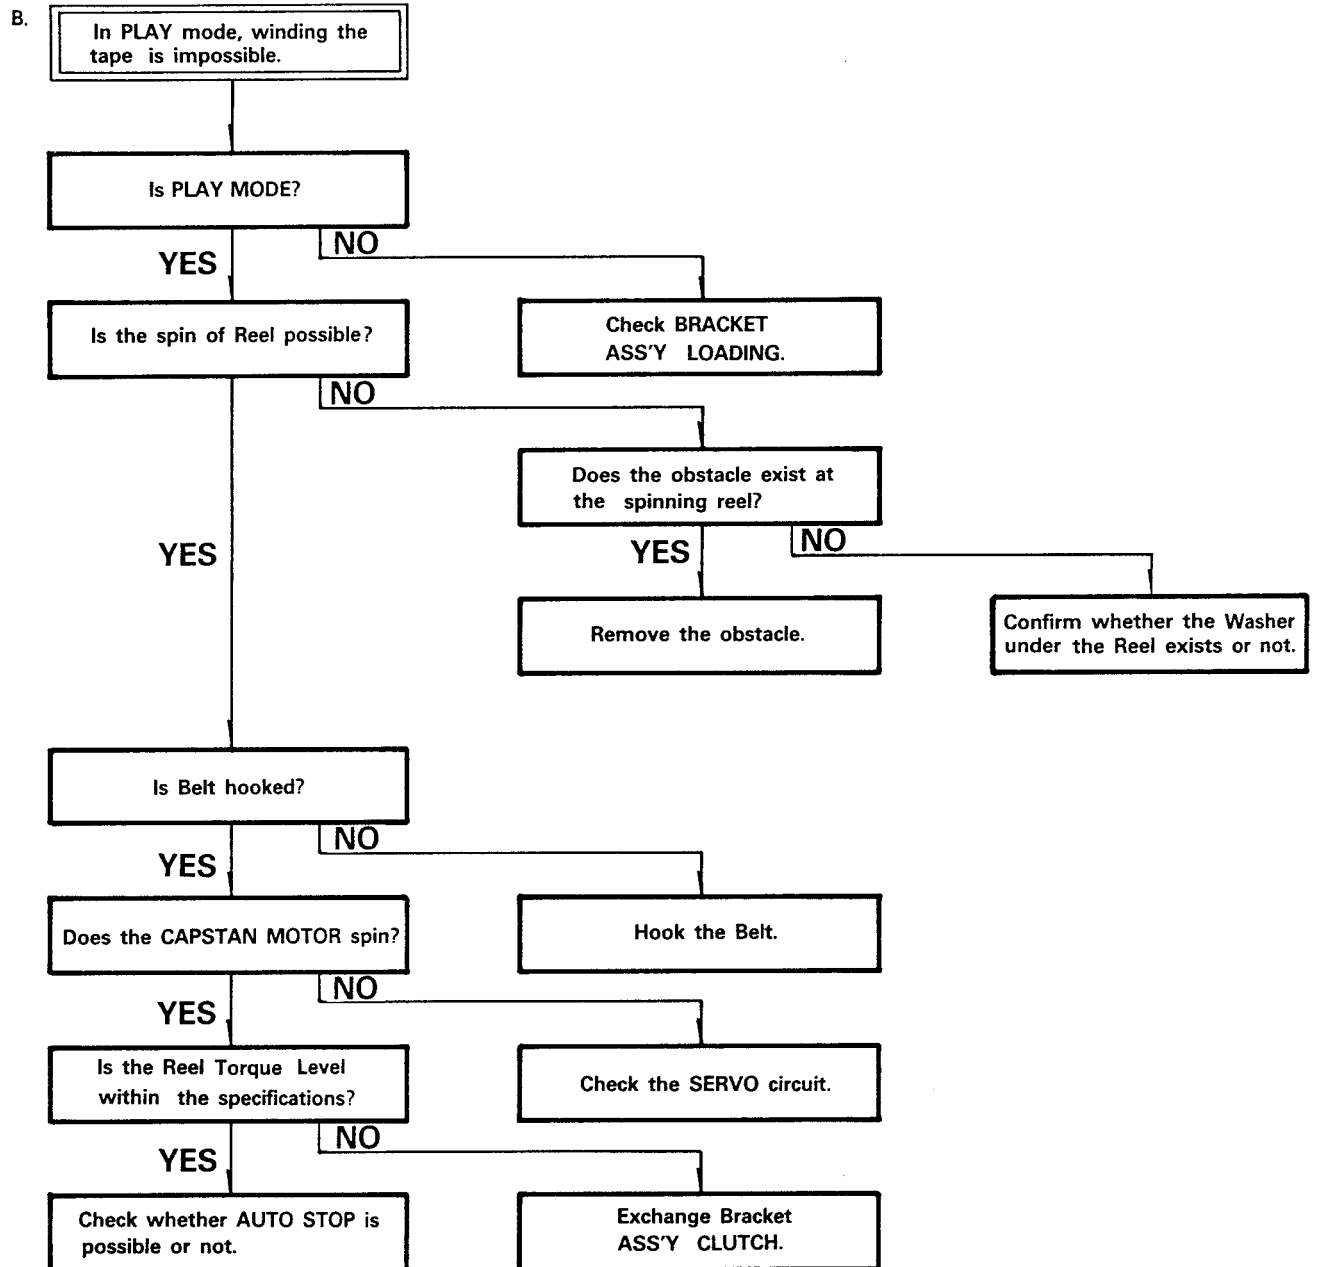 B.
In PLAY mode, winding the
tape is impossible.
Is PLAY MODE?
NO
YES
Is the spin of Reel possible?
Check BRACKET
ASS'Y LOADING.
NO
Does the obstacle exist at
the spinning reel?
YES
YES
NO
Remove the obstacle.
Confirm whether the Washer
under the Reel exists or not.
Is Belt hooked?
NO
YES
Does the CAPSTAN MOTOR spin?
Hook the Belt.
NO
YES
Is the Reel Torque Level
within the specifications?
Check the SERVO circuit.
NO
YES
Check whether AUTO STOP is
possible or not.
Exchange Bracket
ASS'Y CLUTCH.